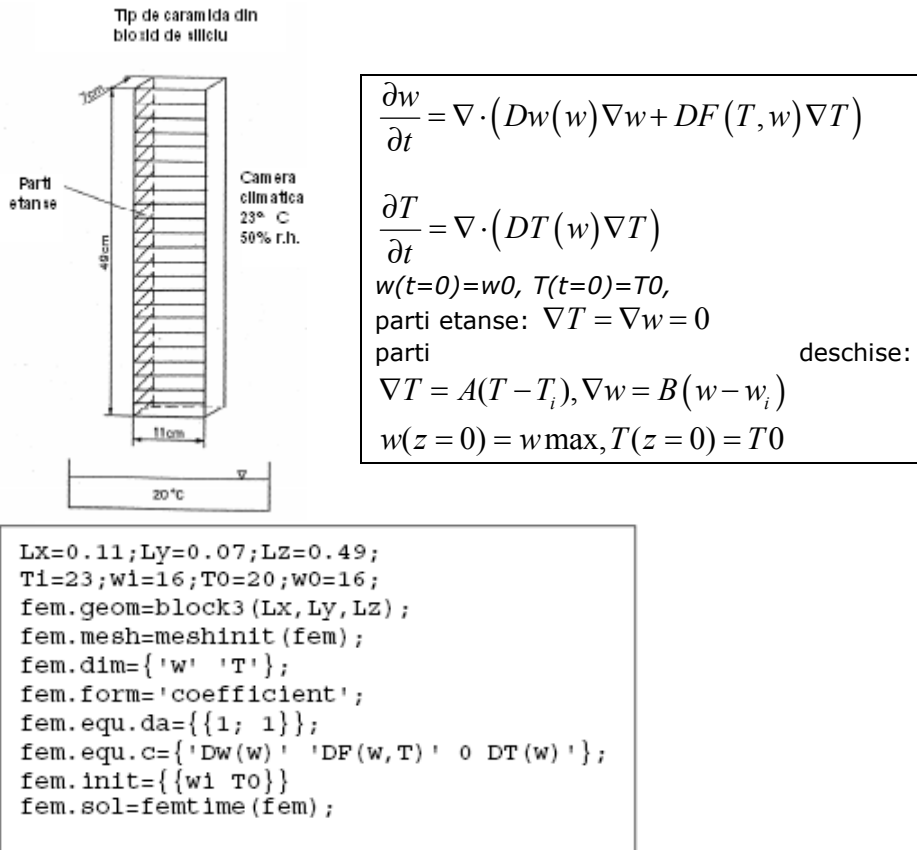 Tip de caramida din
bioxid de siliciu
7cm
Parti
etanse
49cm
Camera
climatica
23° C
50% r.h.
11cm
20°C
∂w/∂t = ∇·(Dw(w)∇w + DF(T,w)∇T)
∂T/∂t = ∇·(DT(w)∇T)
w(t=0)=w0, T(t=0)=T0,
parti etanse: ∇T = ∇w = 0
parti deschise:
∇T = A(T − Tᵢ), ∇w = B(w − wᵢ)
w(z = 0) = w max, T(z = 0) = T0
Lx=0.11;Ly=0.07;Lz=0.49;
Ti=23;wi=16;T0=20;w0=16;
fem.geom=block3(Lx,Ly,Lz);
fem.mesh=meshinit(fem);
fem.dim={'w' 'T'};
fem.form='coefficient';
fem.equ.da={{1; 1}};
fem.equ.c={'Dw(w)' 'DF(w,T)' 0 DT(w)'};
fem.init={{wi T0}}
fem.sol=femtime(fem);